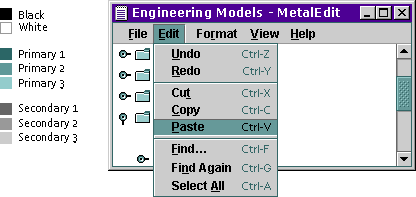 Black
White
Primary 1
Primary 2
Primary 3
Secondary 1
Secondary 2
Secondary 3
Engineering Models - MetalEdit
File Edit Format View Help
Undo Ctrl-Z
Redo Ctrl-Y
Cut Ctrl-X
Copy Ctrl-C
Paste Ctrl-V
Find... Ctrl-F
Find Again Ctrl-G
Select All Ctrl-A